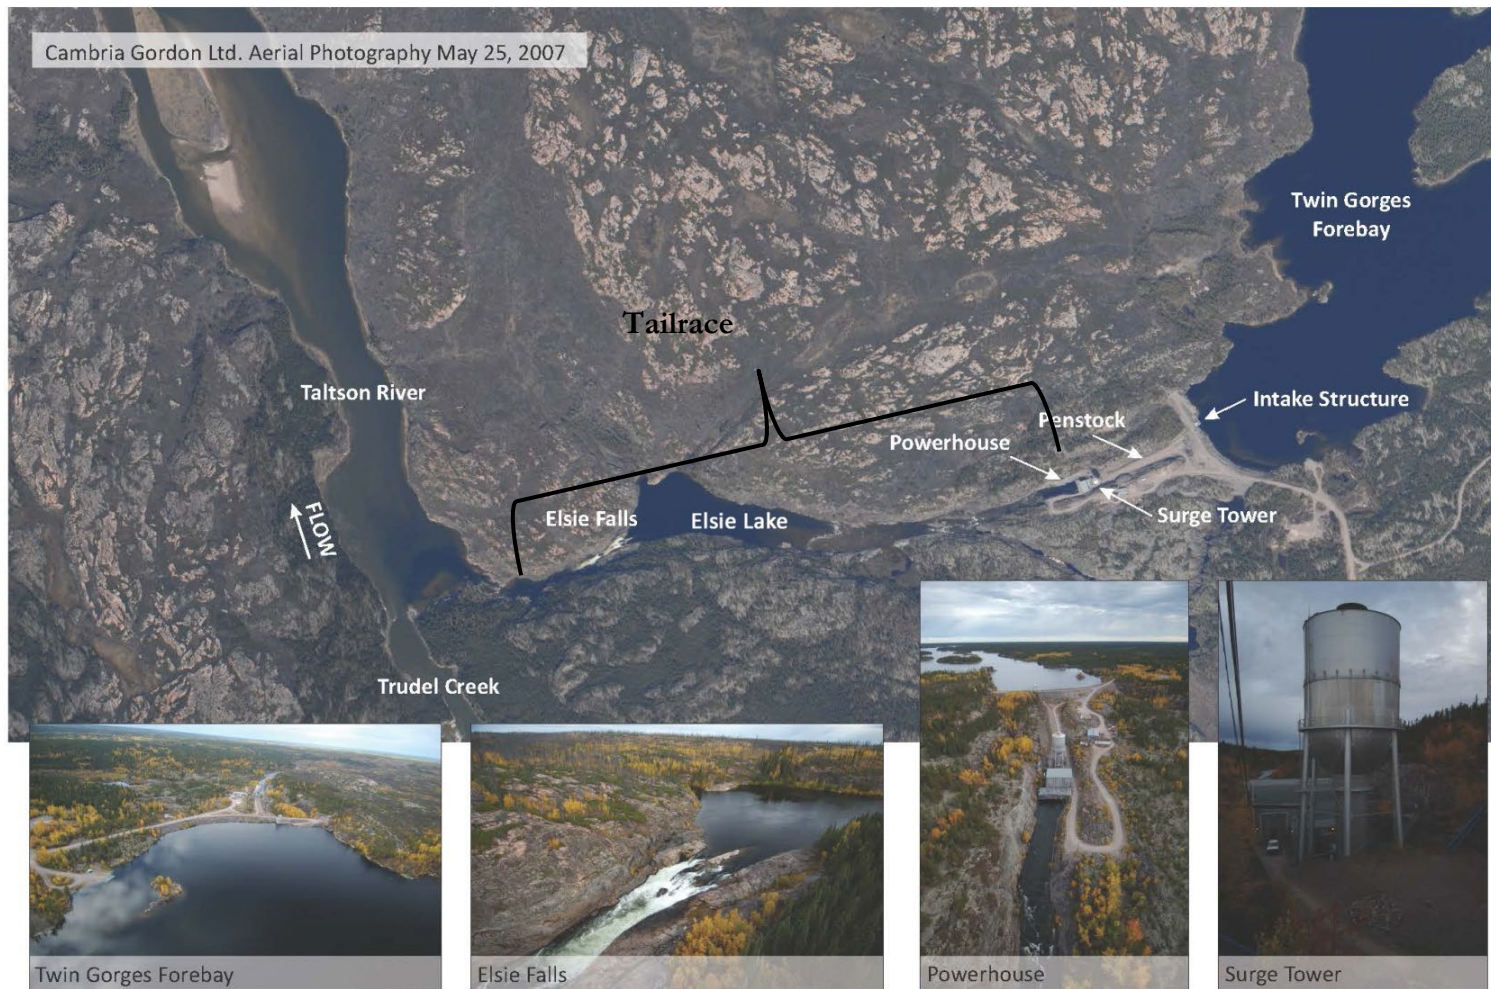 Cambria Gordon Ltd. Aerial Photography May 25, 2007
Twin Gorges
Forebay
Tailrace
Taltson River
Intake Structure
Penstock
Powerhouse
Surge Tower
Elsie Falls
Elsie Lake
FLOW
Trudel Creek
Twin Gorges Forebay
Elsie Falls
Powerhouse
Surge Tower